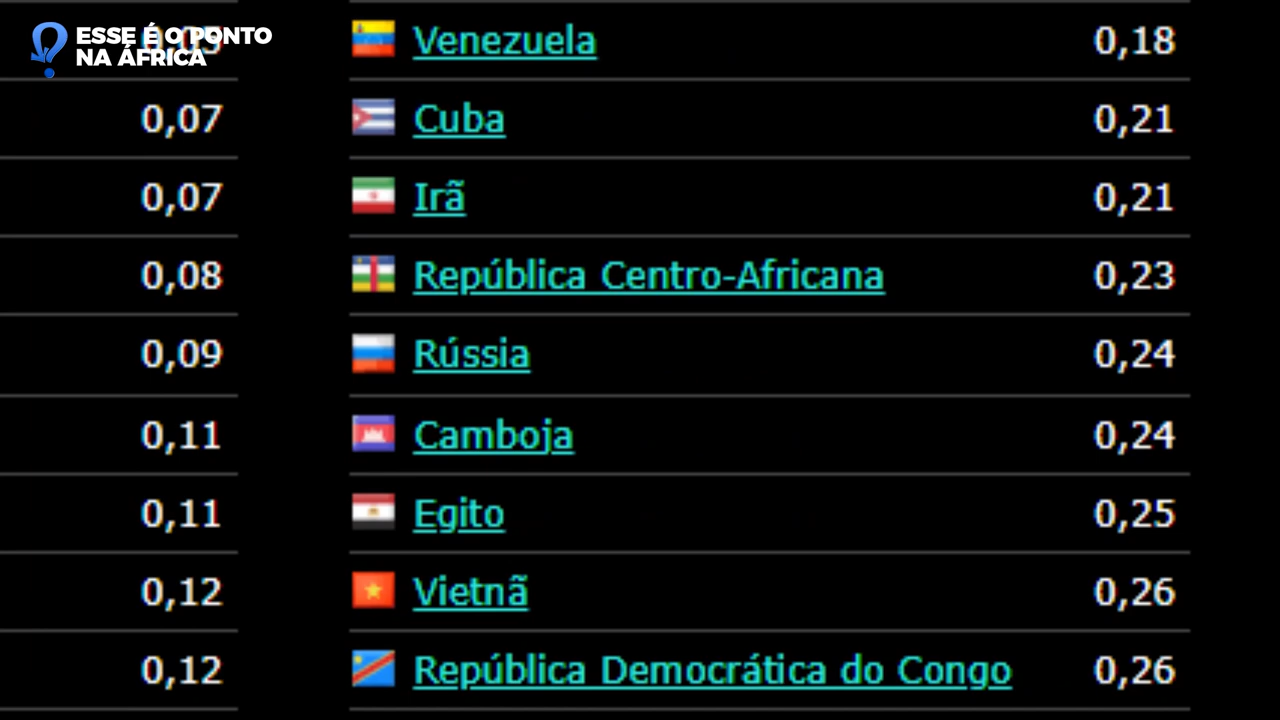 ESSE É O PONTO
NA ÁFRICA
Venezuela 0,18
0,07 Cuba 0,21
0,07 Irã 0,21
0,08 República Centro-Africana 0,23
0,09 Rússia 0,24
0,11 Camboja 0,24
0,11 Egito 0,25
0,12 Vietnã 0,26
0,12 República Democrática do Congo 0,26